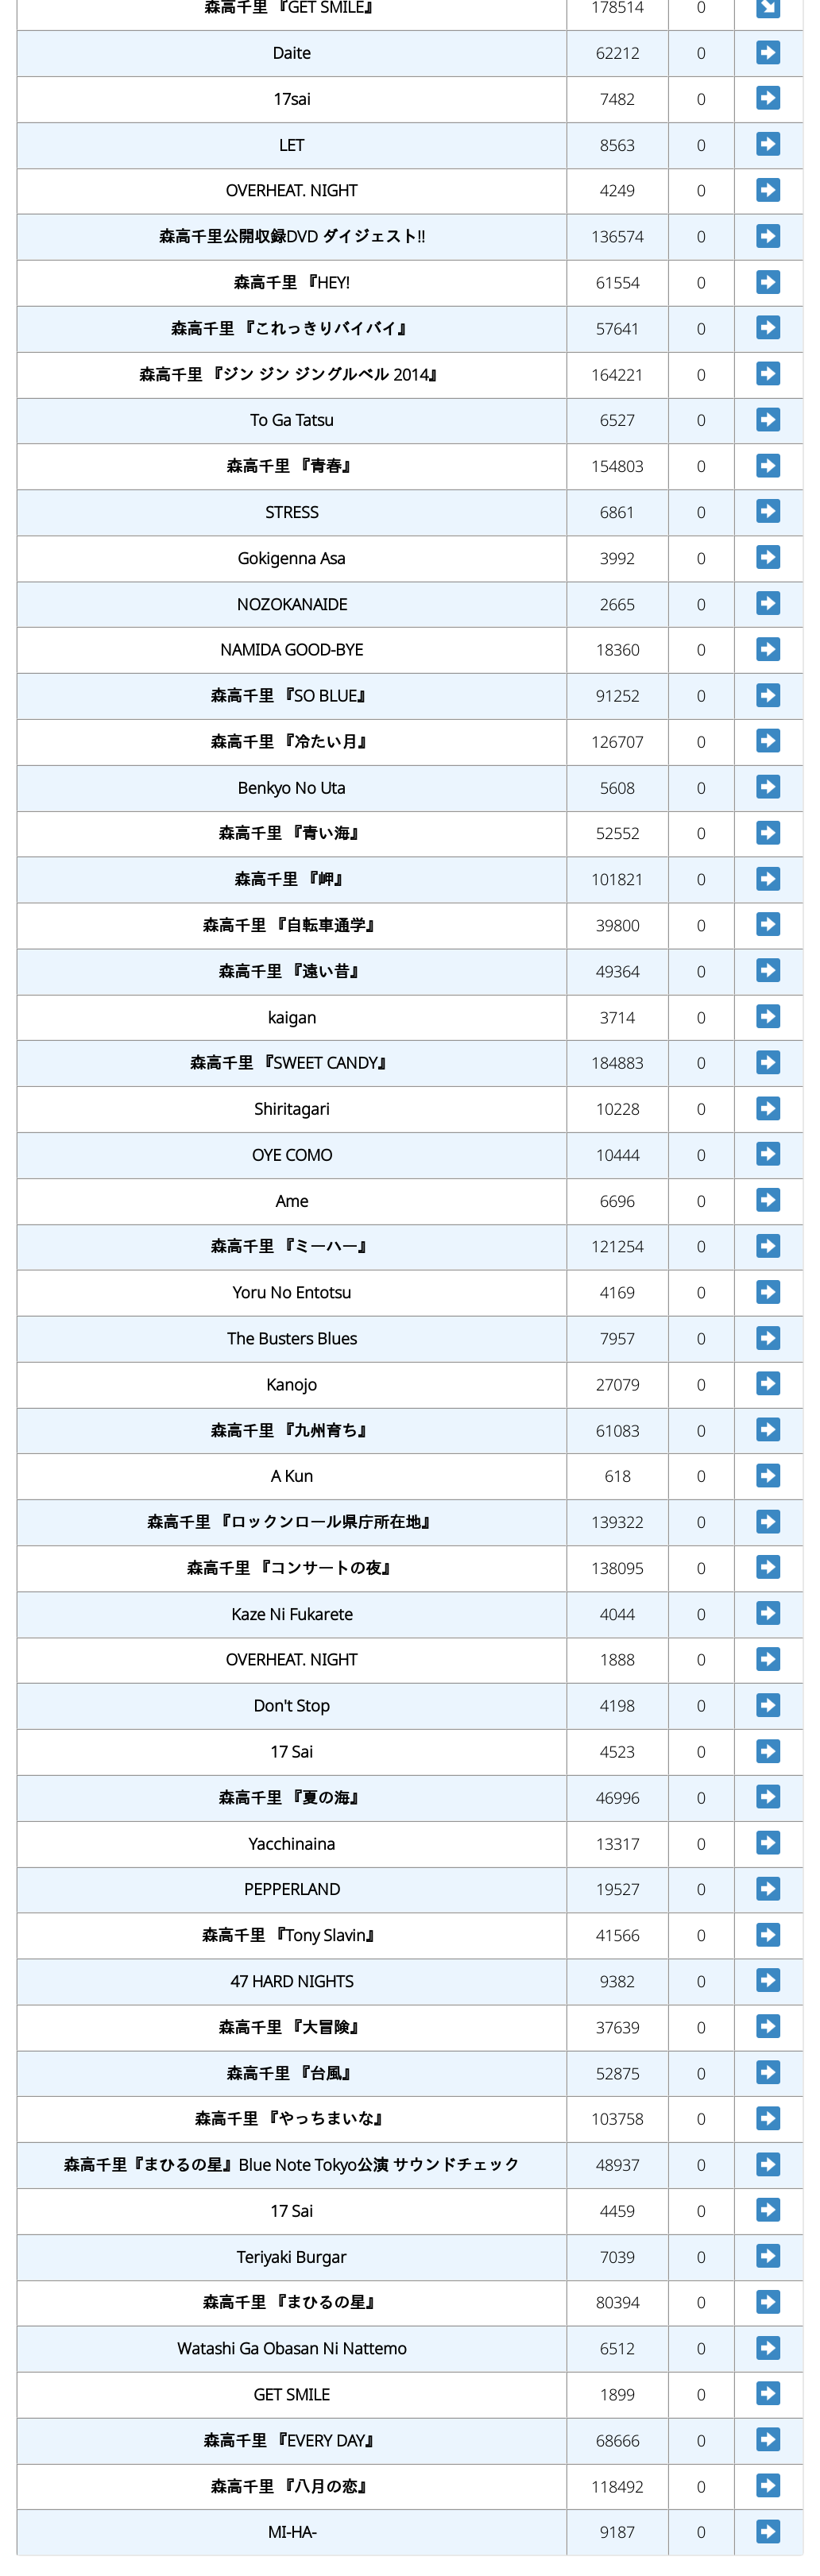 森高千里 『GET SMILE』 178514 0
Daite 62212 0
17sai 7482 0
LET 8563 0
OVERHEAT. NIGHT 4249 0
森高千里公開収録DVD ダイジェスト!! 136574 0
森高千里 『HEY! 61554 0
森高千里 『これっきりバイバイ』 57641 0
森高千里 『ジン ジン ジングルベル 2014』 164221 0
To Ga Tatsu 6527 0
森高千里 『青春』 154803 0
STRESS 6861 0
Gokigenna Asa 3992 0
NOZOKANAIDE 2665 0
NAMIDA GOOD-BYE 18360 0
森高千里 『SO BLUE』 91252 0
森高千里 『冷たい月』 126707 0
Benkyo No Uta 5608 0
森高千里 『青い海』 52552 0
森高千里 『岬』 101821 0
森高千里 『自転車通学』 39800 0
森高千里 『遠い昔』 49364 0
kaigan 3714 0
森高千里 『SWEET CANDY』 184883 0
Shiritagari 10228 0
OYE COMO 10444 0
Ame 6696 0
森高千里 『ミーハー』 121254 0
Yoru No Entotsu 4169 0
The Busters Blues 7957 0
Kanojo 27079 0
森高千里 『九州育ち』 61083 0
A Kun 618 0
森高千里 『ロックンロール県庁所在地』 139322 0
森高千里 『コンサートの夜』 138095 0
Kaze Ni Fukarete 4044 0
OVERHEAT. NIGHT 1888 0
Don't Stop 4198 0
17 Sai 4523 0
森高千里 『夏の海』 46996 0
Yacchinaina 13317 0
PEPPERLAND 19527 0
森高千里 『Tony Slavin』 41566 0
47 HARD NIGHTS 9382 0
森高千里 『大冒険』 37639 0
森高千里 『台風』 52875 0
森高千里 『やっちまいな』 103758 0
森高千里『まひるの星』Blue Note Tokyo公演 サウンドチェック 48937 0
17 Sai 4459 0
Teriyaki Burgar 7039 0
森高千里 『まひるの星』 80394 0
Watashi Ga Obasan Ni Nattemo 6512 0
GET SMILE 1899 0
森高千里 『EVERY DAY』 68666 0
森高千里 『八月の恋』 118492 0
MI-HA- 9187 0